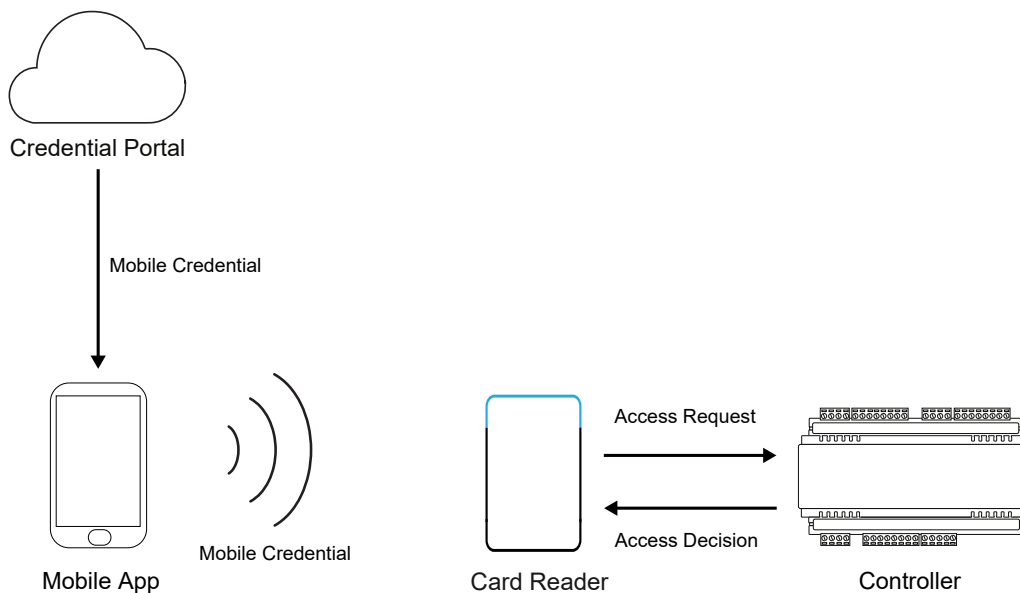 Credential Portal
Mobile Credential
Access Request
Access Decision
Mobile Credential
Mobile App
Card Reader
Controller